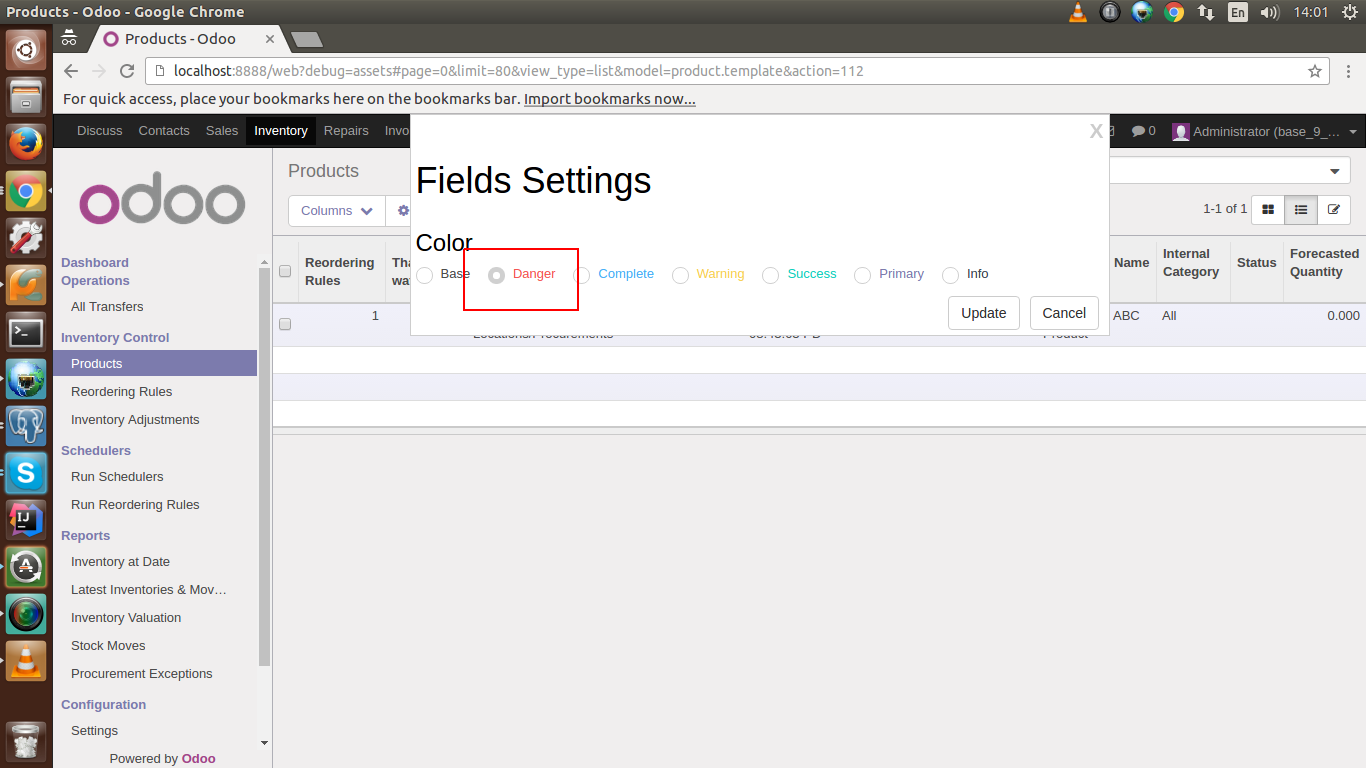 Products - Odoo - Google Chrome
En
14:01
Products - Odoo
localhost:8888/web?debug=assets#page=0&limit=80&view_type=list&model=product.template&action=112
For quick access, place your bookmarks here on the bookmarks bar. Import bookmarks now...
Discuss Contacts Sales Inventory Repairs Invo
X
0
Administrator (base_9_...
odoo
Dashboard
Operations
All Transfers
Inventory Control
Products
Reordering Rules
Inventory Adjustments
Schedulers
Run Schedulers
Run Reordering Rules
Reports
Inventory at Date
Latest Inventories & Mov…
Inventory Valuation
Stock Moves
Procurement Exceptions
Configuration
Settings
Powered by Odoo
Products
Columns
1-1 of 1
Fields Settings
Color
Base Danger Complete Warning Success Primary Info
Update Cancel
Reordering Rules
Name
Internal Category
Status
Forecasted Quantity
1
ABC
All
0.000